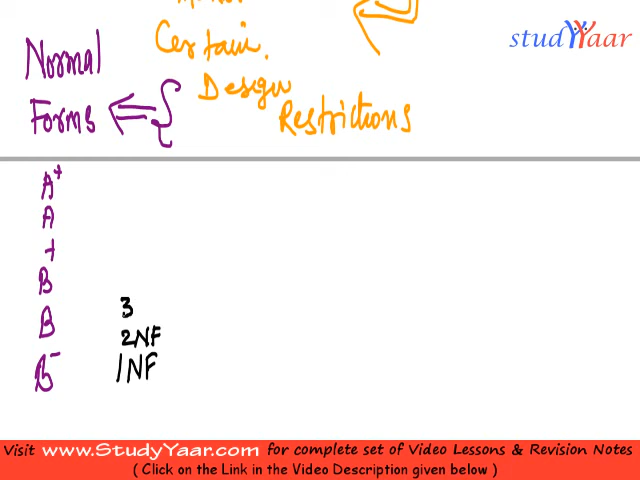 Certain.
Design
Restrictions
Normal
Forms
studYYaar
A+
A
+
B
B
B-
3
2NF
1NF
Visit www.StudyYaar.com for complete set of Video Lessons & Revision Notes
( Click on the Link in the Video Description given below )